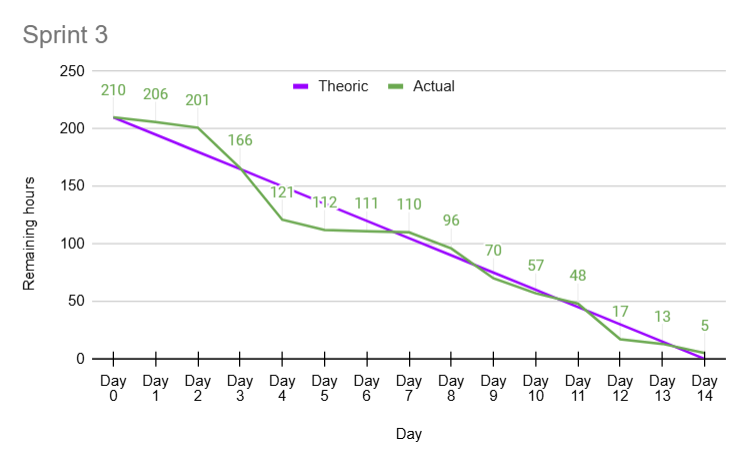 Sprint 3
250
200
150
100
50
0
Remaining hours
Theoric
Actual
210
206
201
166
121
112
111
110
96
70
57
48
17
13
5
Day 0
Day 1
Day 2
Day 3
Day 4
Day 5
Day 6
Day 7
Day 8
Day 9
Day 10
Day 11
Day 12
Day 13
Day 14
Day